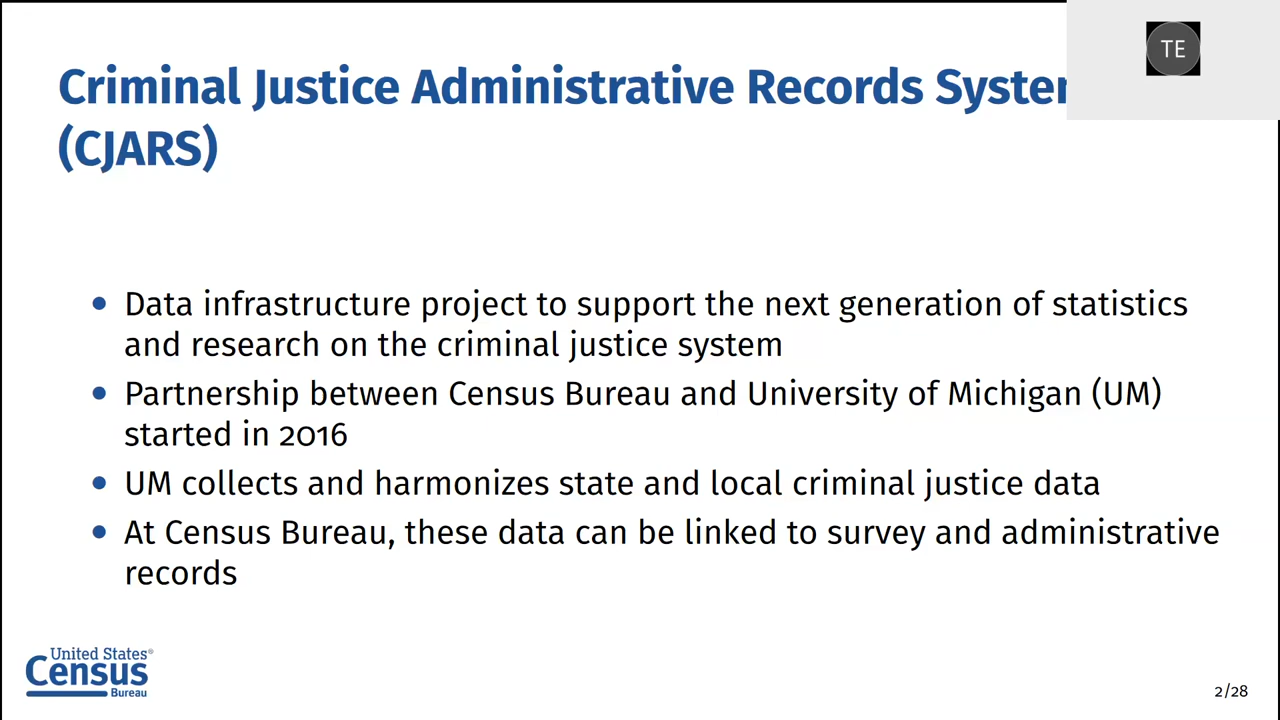 TE
Criminal Justice Administrative Records System
(CJARS)
• Data infrastructure project to support the next generation of statistics
and research on the criminal justice system
• Partnership between Census Bureau and University of Michigan (UM)
started in 2016
• UM collects and harmonizes state and local criminal justice data
• At Census Bureau, these data can be linked to survey and administrative
records
United States®
Census
Bureau
2/28